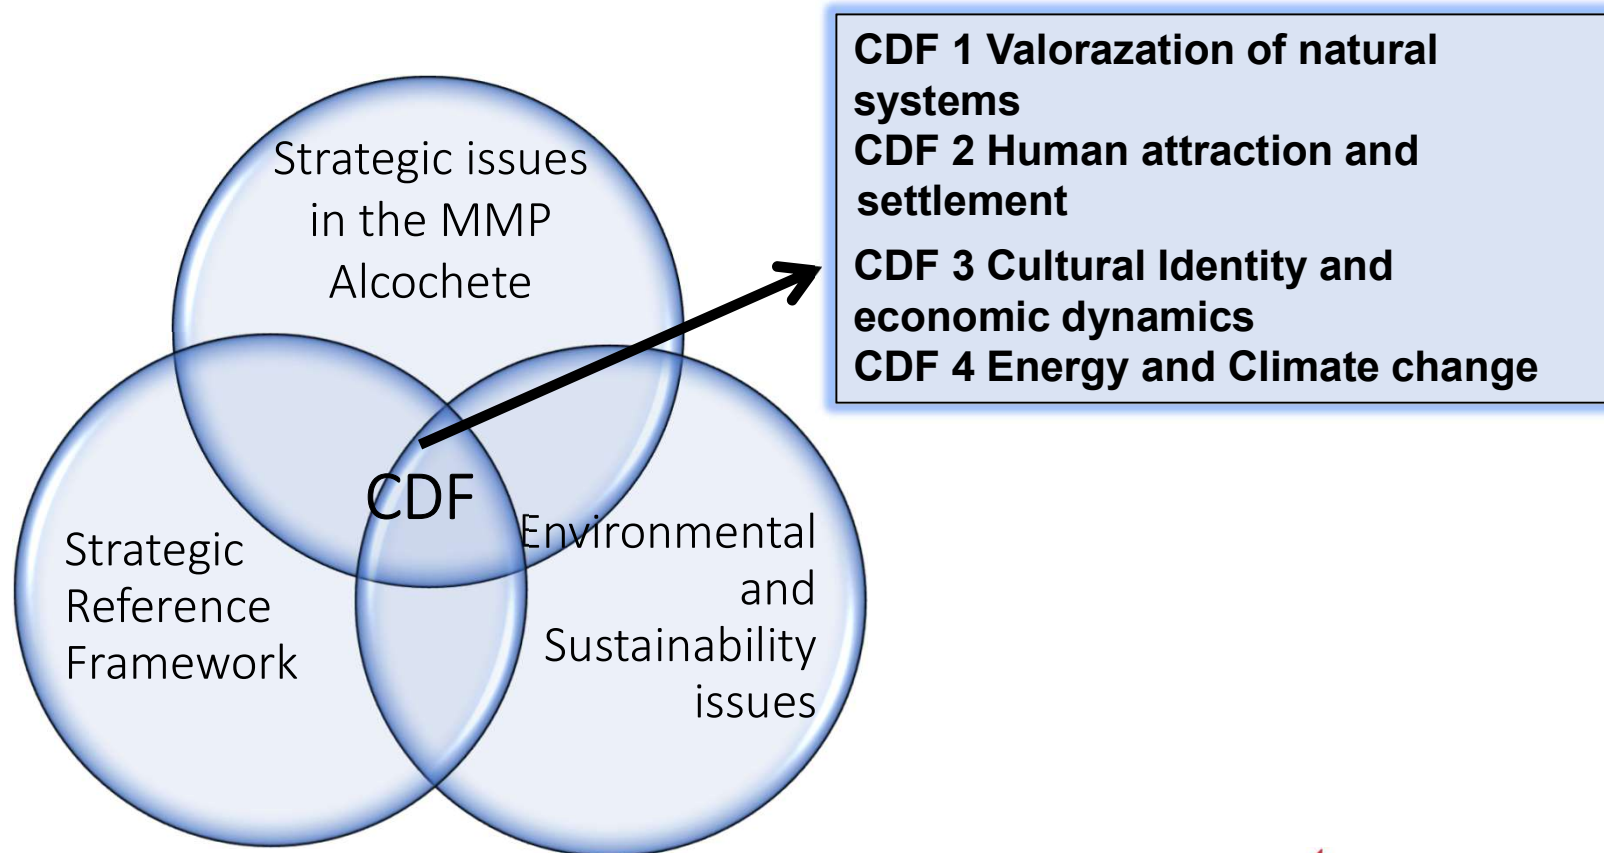 Strategic issues
in the MMP
Alcochete
CDF
Strategic
Reference
Framework
Environmental
and
Sustainability
issues
CDF 1 Valorazation of natural
systems
CDF 2 Human attraction and
settlement
CDF 3 Cultural Identity and
economic dynamics
CDF 4 Energy and Climate change